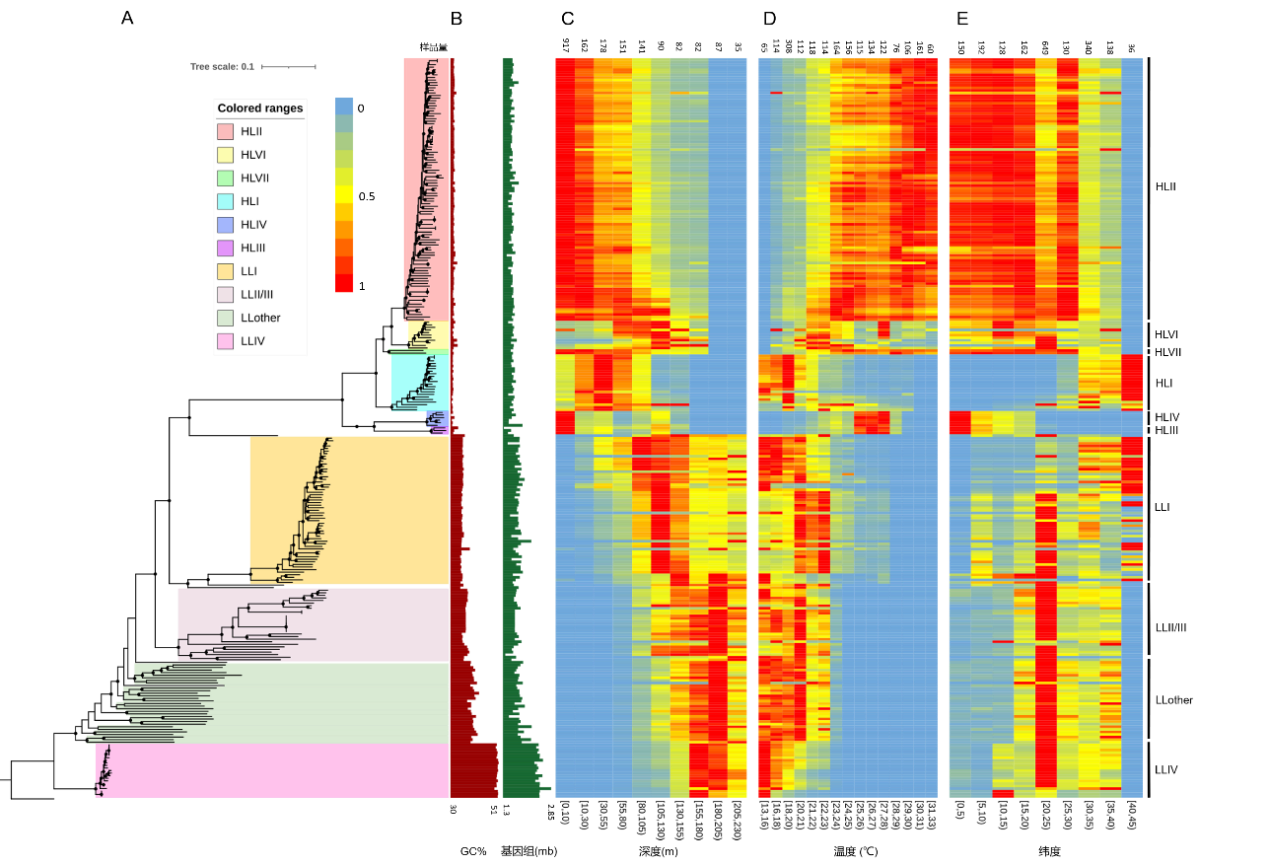 A B C D E
样品量
917 162 178 151 141 90 82 82 87 35
65 114 308 112 118 114 164 156 115 134 122 76 106 161 60
150 192 128 162 649 130 340 138 36
Tree scale: 0.1
Colored ranges
HLII
HLVI
HLVII
HLI
HLIV
HLIII
LLI
LLII/III
LLother
LLIV
0
0.5
1
HLII
HLVI
HLVII
HLI
HLIV
HLIII
LLI
LLII/III
LLother
LLIV
30 51 1.3 2.85
[0,10) [10,30) [30,55) [55,80) [80,105) [105,130) [130,155) [155,180) [180,205) [205,230)
[13,16) [16,18) [18,20) [20,21) [21,22) [22,23) [23,24) [24,25) [25,26) [26,27) [27,28) [28,29) [29,30) [30,31) [31,33)
[0,5) [5,10) [10,15) [15,20) [20,25) [25,30) [30,35) [35,40) [40,45)
GC% 基因组(mb) 深度(m) 温度 (℃) 纬度